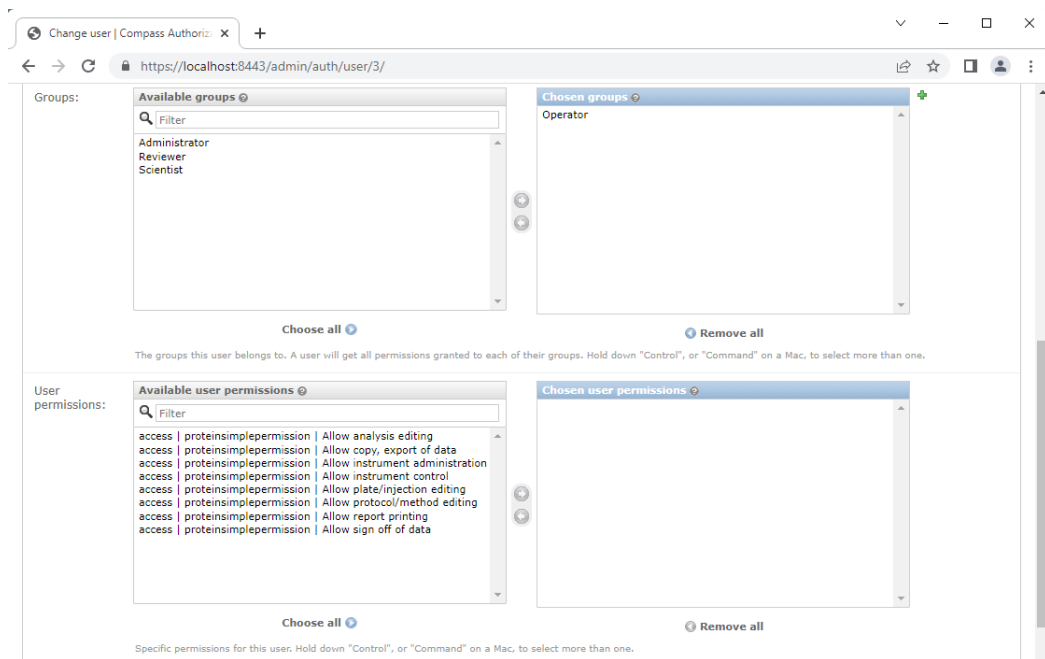 Change user | Compass Authoriz
https://localhost:8443/admin/auth/user/3/
Groups:
Available groups
Filter
Administrator
Reviewer
Scientist
Choose all
Chosen groups
Operator
Remove all
The groups this user belongs to. A user will get all permissions granted to each of their groups. Hold down "Control", or "Command" on a Mac, to select more than one.
User
permissions:
Available user permissions
Filter
access | proteinsimplepermission | Allow analysis editing
access | proteinsimplepermission | Allow copy, export of data
access | proteinsimplepermission | Allow instrument administration
access | proteinsimplepermission | Allow instrument control
access | proteinsimplepermission | Allow plate/injection editing
access | proteinsimplepermission | Allow protocol/method editing
access | proteinsimplepermission | Allow report printing
access | proteinsimplepermission | Allow sign off of data
Choose all
Chosen user permissions
Remove all
Specific permissions for this user. Hold down "Control", or "Command" on a Mac, to select more than one.